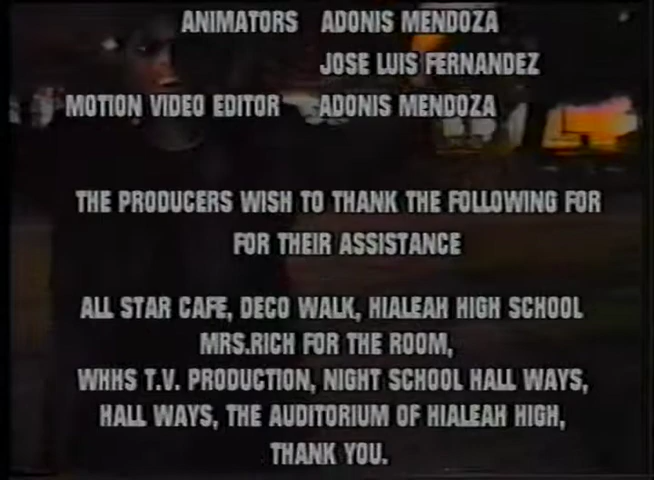 ANIMATORS ADONIS MENDOZA
JOSE LUIS FERNANDEZ
MOTION VIDEO EDITOR ADONIS MENDOZA
THE PRODUCERS WISH TO THANK THE FOLLOWING FOR
FOR THEIR ASSISTANCE
ALL STAR CAFE, DECO WALK, HIALEAH HIGH SCHOOL
MRS.RICH FOR THE ROOM,
WHHS T.V. PRODUCTION, NIGHT SCHOOL HALL WAYS,
HALL WAYS, THE AUDITORIUM OF HIALEAH HIGH,
THANK YOU.